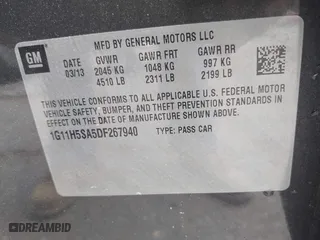 GM
MFD BY GENERAL MOTORS LLC
DATE GVWR GAWR FRT GAWR RR
03/13 2045 KG 1048 KG 997 KG
4510 LB 2311 LB 2199 LB
THIS VEHICLE CONFORMS TO ALL APPLICABLE U.S. FEDERAL MOTOR
VEHICLE SAFETY, BUMPER, AND THEFT PREVENTION STANDARDS
IN EFFECT ON THE DATE OF MANUFACTURE SHOWN ABOVE.
1G11H5SA5DF267940 TYPE: PASS CAR
DATE.HISTORY